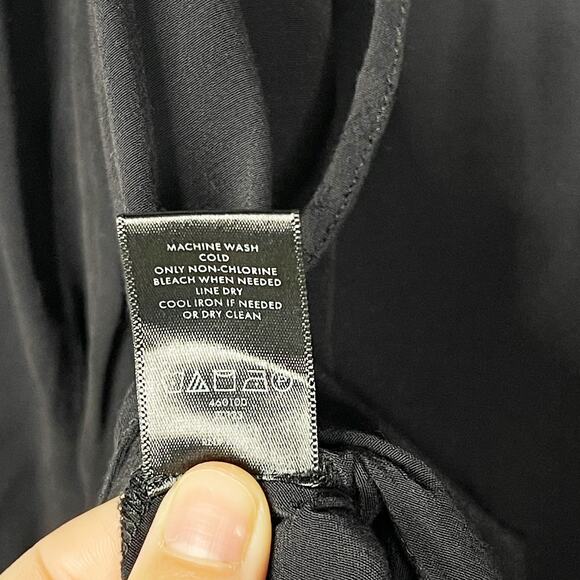 MACHINE WASH
COLD
ONLY NON-CHLORINE
BLEACH WHEN NEEDED
LINE DRY
COOL IRON IF NEEDED
OR DRY CLEAN